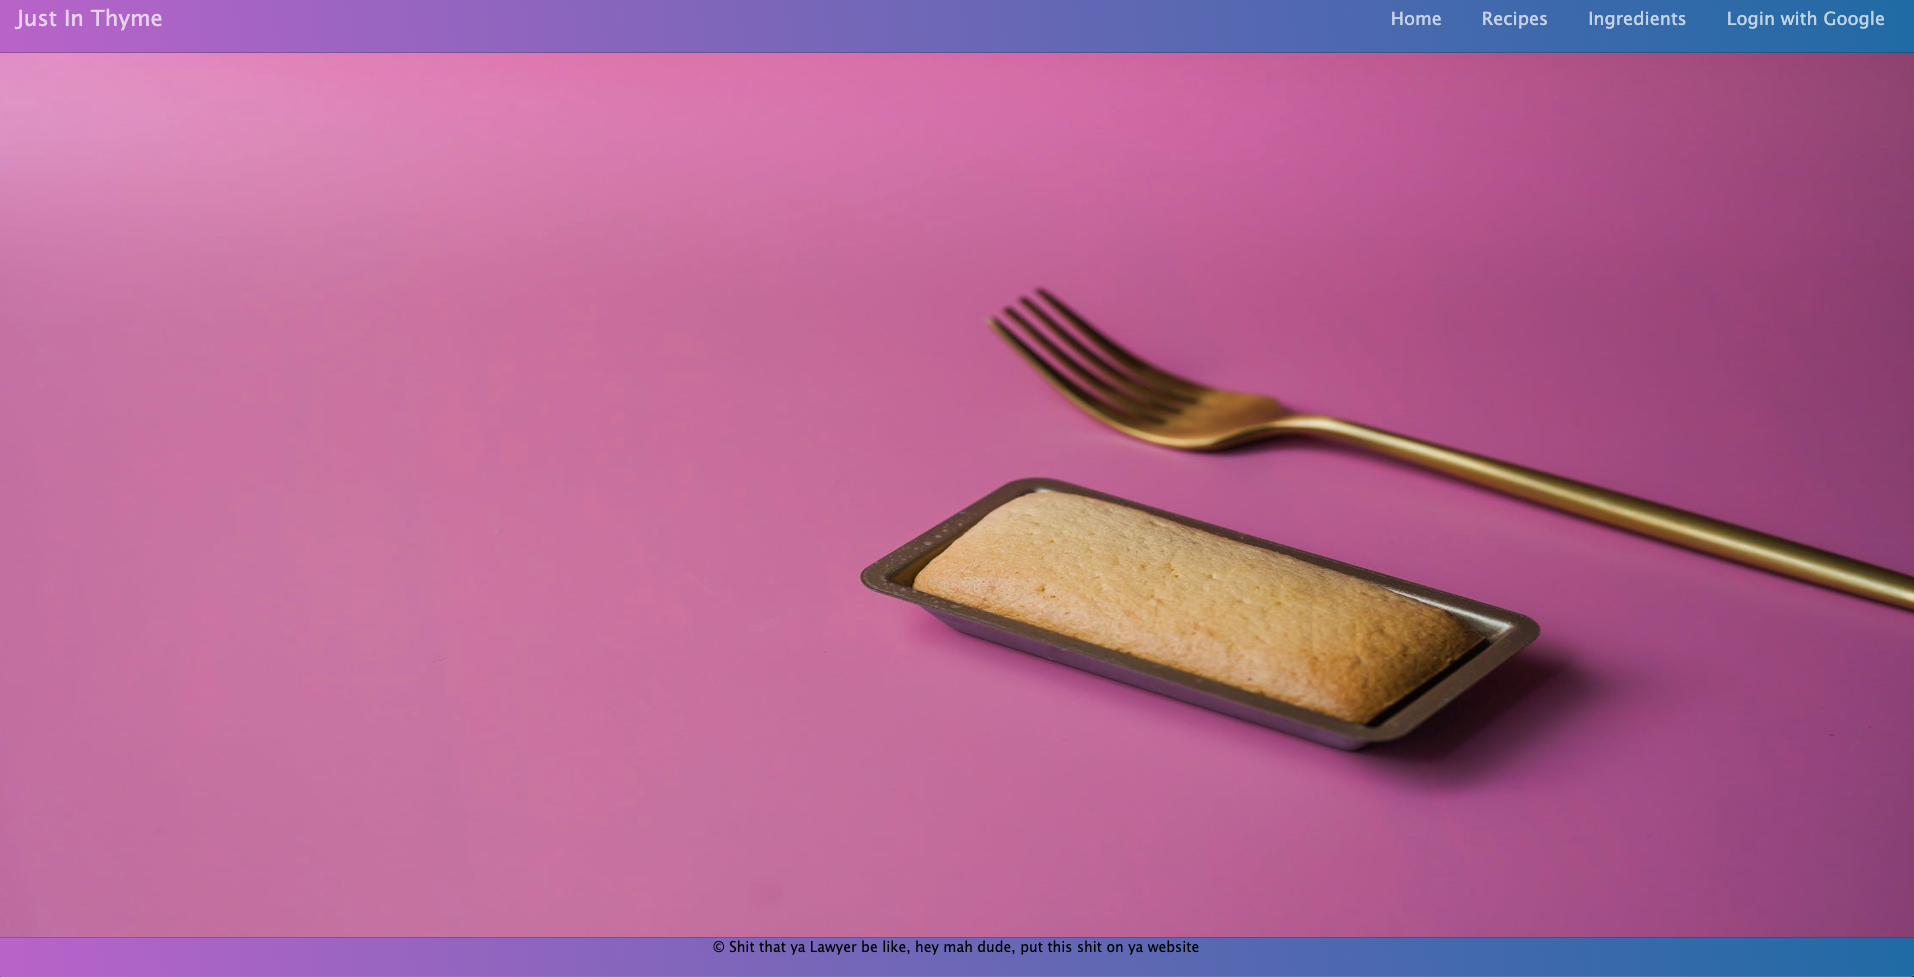 Just In Thyme
Home Recipes Ingredients Login with Google
© Shit that ya Lawyer be like, hey mah dude, put this shit on ya website